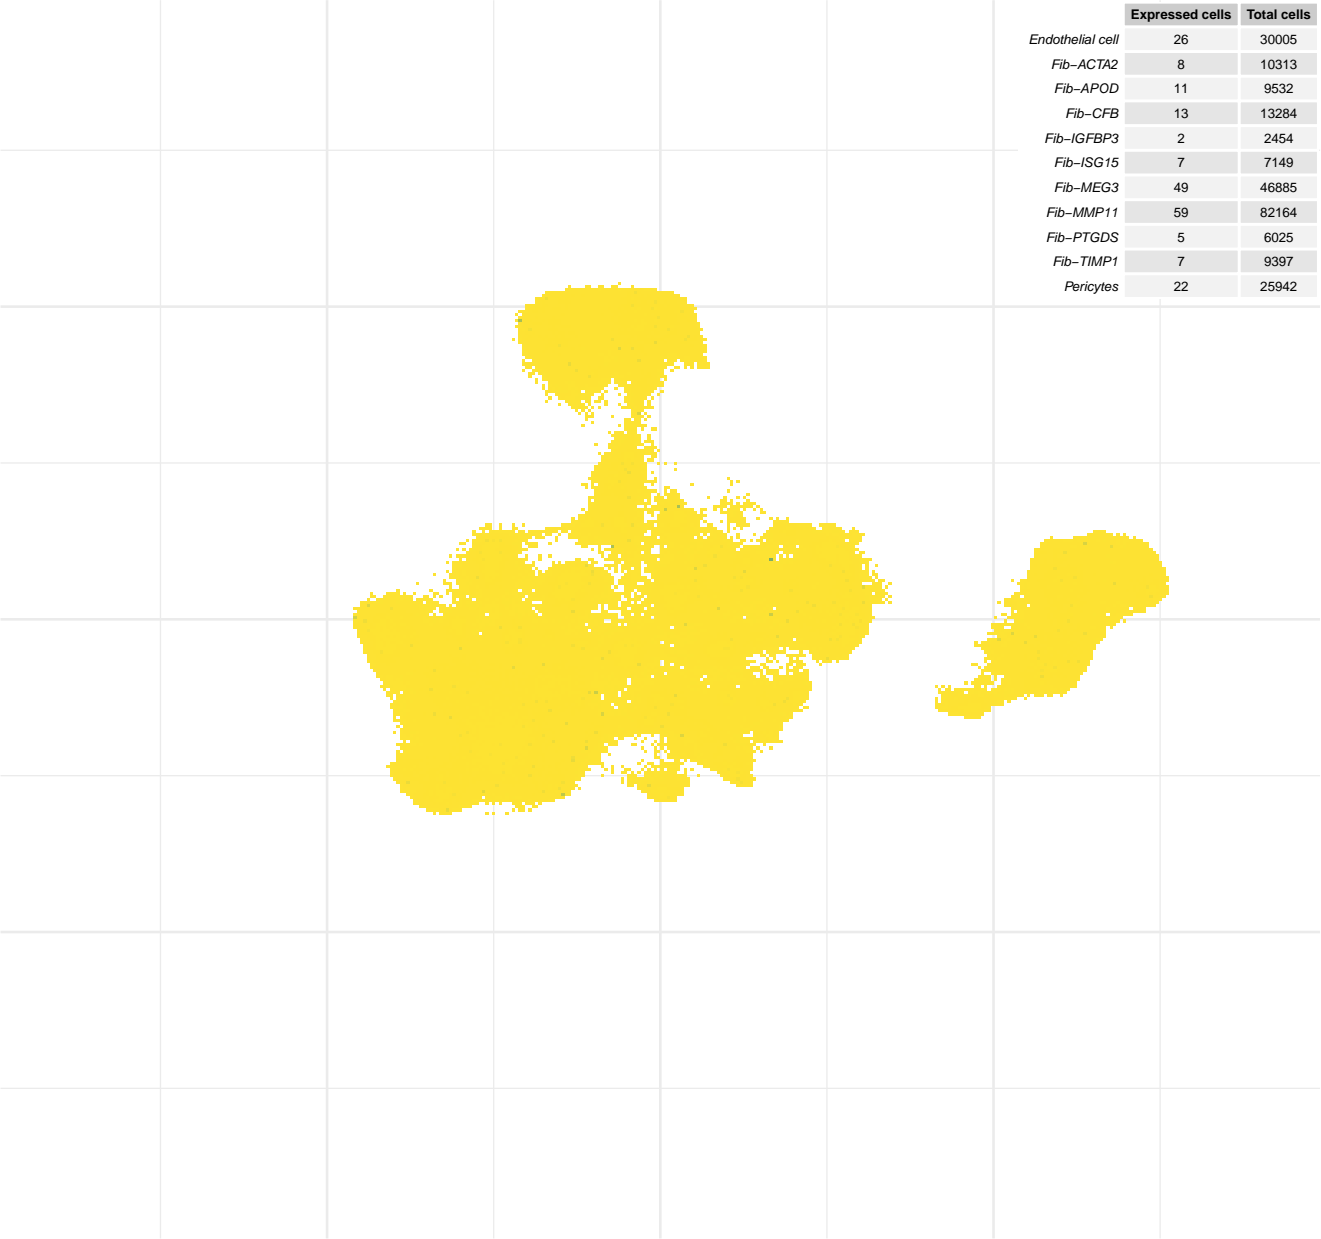 Expressed cells Total cells
Endothelial cell 26 30005
Fib−ACTA2 8 10313
Fib−APOD 11 9532
Fib−CFB 13 13284
Fib−IGFBP3 2 2454
Fib−ISG15 7 7149
Fib−MEG3 49 46885
Fib−MMP11 59 82164
Fib−PTGDS 5 6025
Fib−TIMP1 7 9397
Pericytes 22 25942